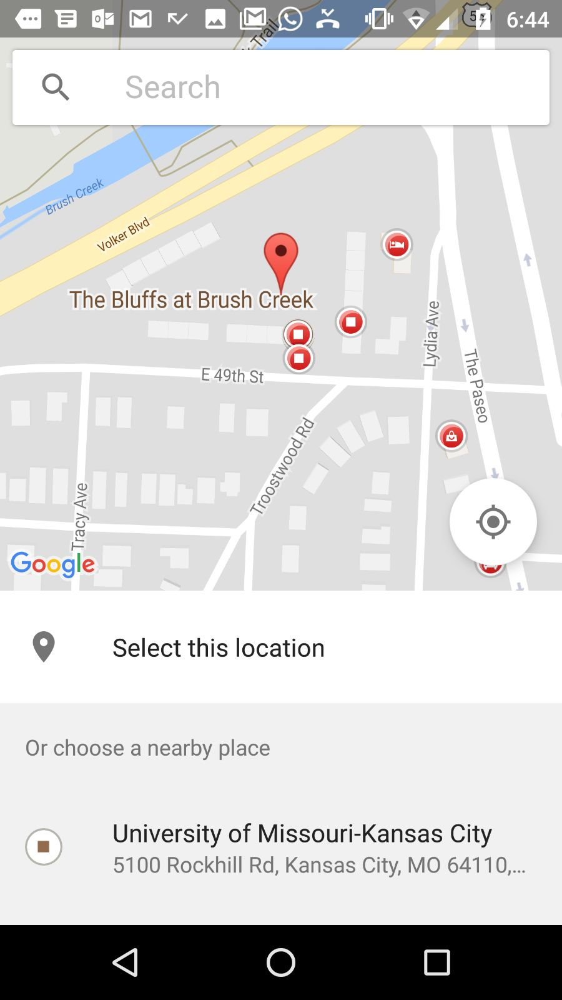 6:44
Trail
Search
Brush Creek
Volker Blvd
The Bluffs at Brush Creek
Lydia Ave
E 49th St
The Paseo
Troostwood Rd
Tracy Ave
Google
Select this location
Or choose a nearby place
University of Missouri-Kansas City
5100 Rockhill Rd, Kansas City, MO 64110,...